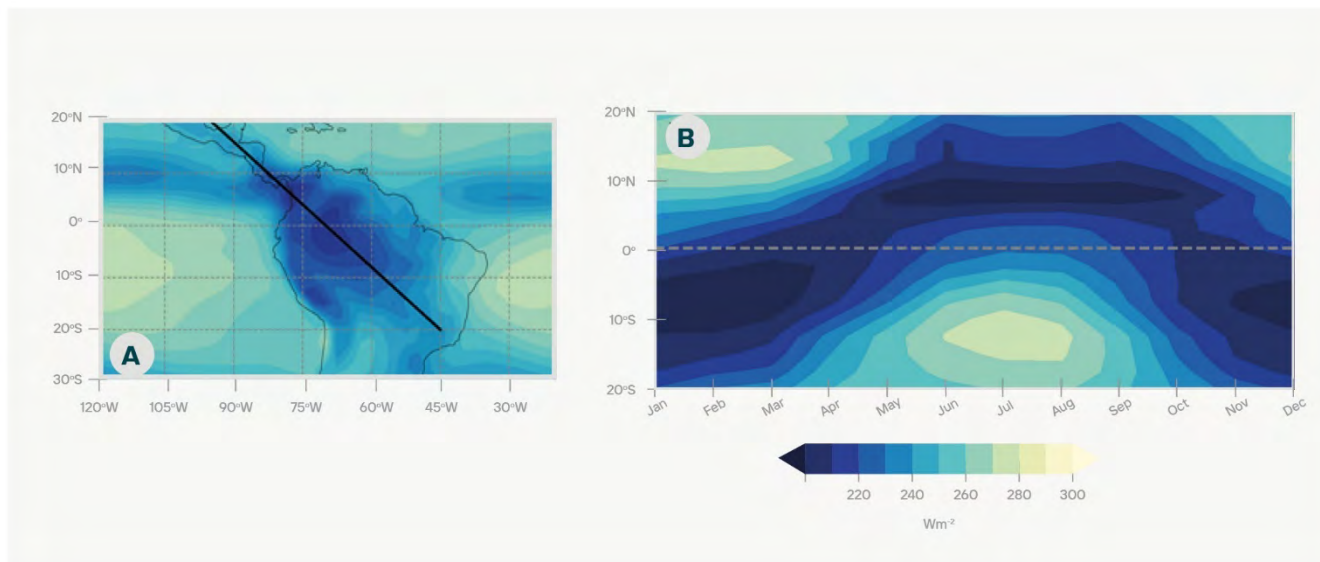 20°N
10°N
0°
10°S
20°S
30°S
A
120°W
105°W
90°W
75°W
60°W
45°W
30°W
20°N
10°N
0°
10°S
20°S
B
Jan
Feb
Mar
Apr
May
Jun
Jul
Aug
Sep
Oct
Nov
Dec
220
240
260
280
300
Wm⁻²